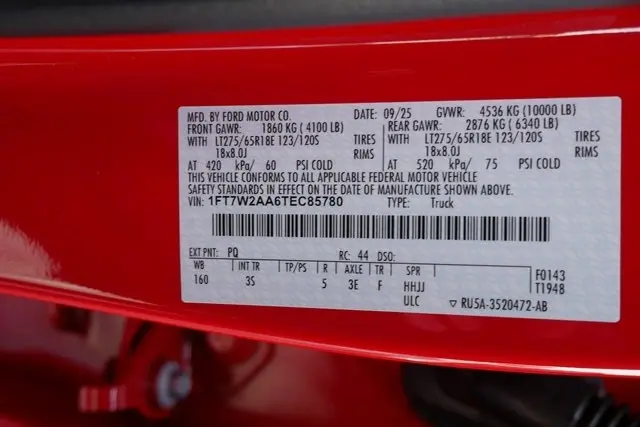 MFD. BY FORD MOTOR CO. DATE: 09/25 GVWR: 4536 KG (10000 LB)
FRONT GAWR: 1860 KG (4100 LB) REAR GAWR: 2876 KG (6340 LB)
WITH LT275/65R18E 123/120S TIRES WITH LT275/65R18E 123/120S TIRES
18x8.0J RIMS 18x8.0J RIMS
AT 420 kPa/ 60 PSI COLD AT 520 kPa/ 75 PSI COLD
THIS VEHICLE CONFORMS TO ALL APPLICABLE FEDERAL MOTOR VEHICLE
SAFETY STANDARDS IN EFFECT ON THE DATE OF MANUFACTURE SHOWN ABOVE.
VIN: 1FT7W2AA6TEC85780 TYPE: Truck
EXT PNT: PQ RC: 44 DSO:
WB INT TR TP/PS R AXLE TR SPR F0143
160 3S 5 3E F HHJJ T1948
ULC ▽ RU5A-3520472-AB